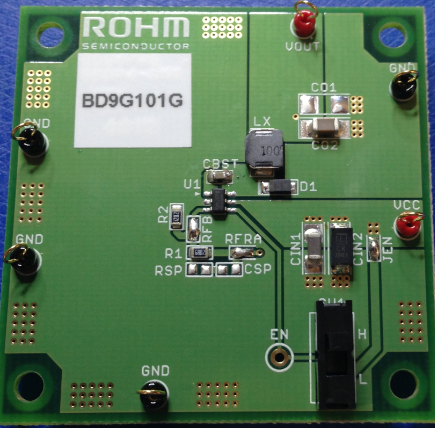 ROHM
SEMICONDUCTOR
VOUT
GND
BD9G101G
CO1
GND
LX
CO2
CBST
U1
D1
R2
RFB
VCC
R1
RFRA
CIN1
CIN2
JEN
GND
RSP
CSP
EN
H
L
GND